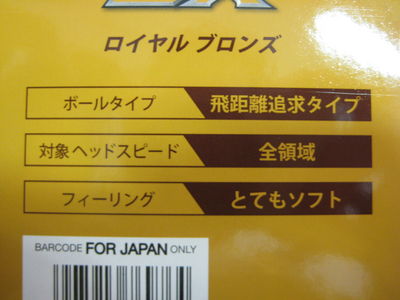 ロイヤル ブロンズ
ボールタイプ 飛距離追求タイプ
対象ヘッドスピード 全領域
フィーリング とてもソフト
BARCODE FOR JAPAN ONLY